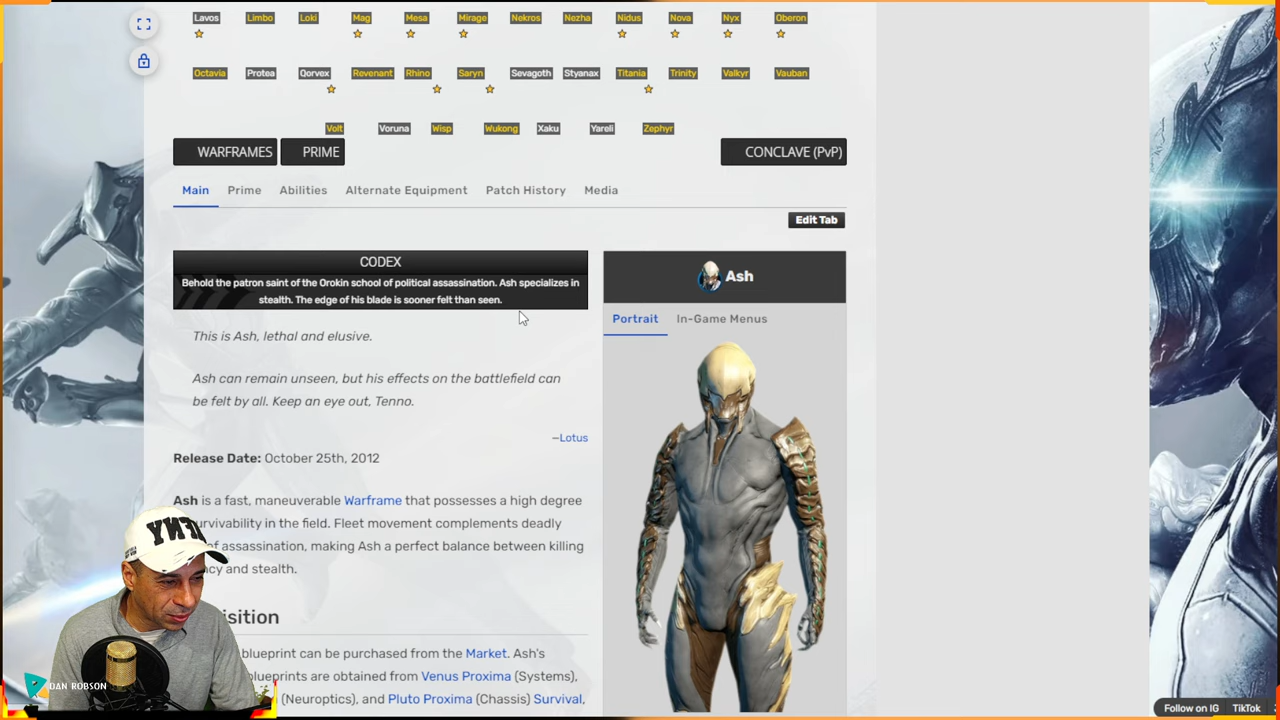 Lavos Limbo Loki Mag Mesa Mirage Nekros Nezha Nidus Nova Nyx Oberon
Octavia Protea Qorvex Revenant Rhino Saryn Sevagoth Styanax Titania Trinity Valkyr Vauban
Volt Voruna Wisp Wukong Xaku Yareli Zephyr
WARFRAMES PRIME CONCLAVE (PvP)
Main Prime Abilities Alternate Equipment Patch History Media
Edit Tab
CODEX
Behold the patron saint of the Orokin school of political assassination. Ash specializes in
stealth. The edge of his blade is sooner felt than seen.
Ash
Portrait In-Game Menus
This is Ash, lethal and elusive.
Ash can remain unseen, but his effects on the battlefield can
be felt by all. Keep an eye out, Tenno.
—Lotus
Release Date: October 25th, 2012
Ash is a fast, maneuverable Warframe that possesses a high degree
urvivability in the field. Fleet movement complements deadly
of assassination, making Ash a perfect balance between killing
ncy and stealth.
isition
blueprint can be purchased from the Market. Ash's
lueprints are obtained from Venus Proxima (Systems),
(Neuroptics), and Pluto Proxima (Chassis) Survival,
DAN ROBSON
Follow on IG TikTok